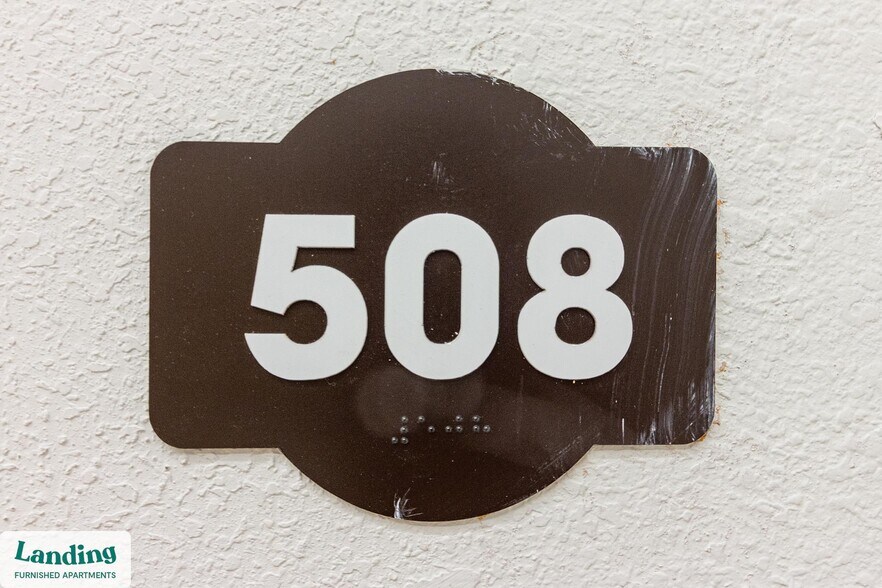 508
⠼⠑⠚⠓
Landing
FURNISHED APARTMENTS